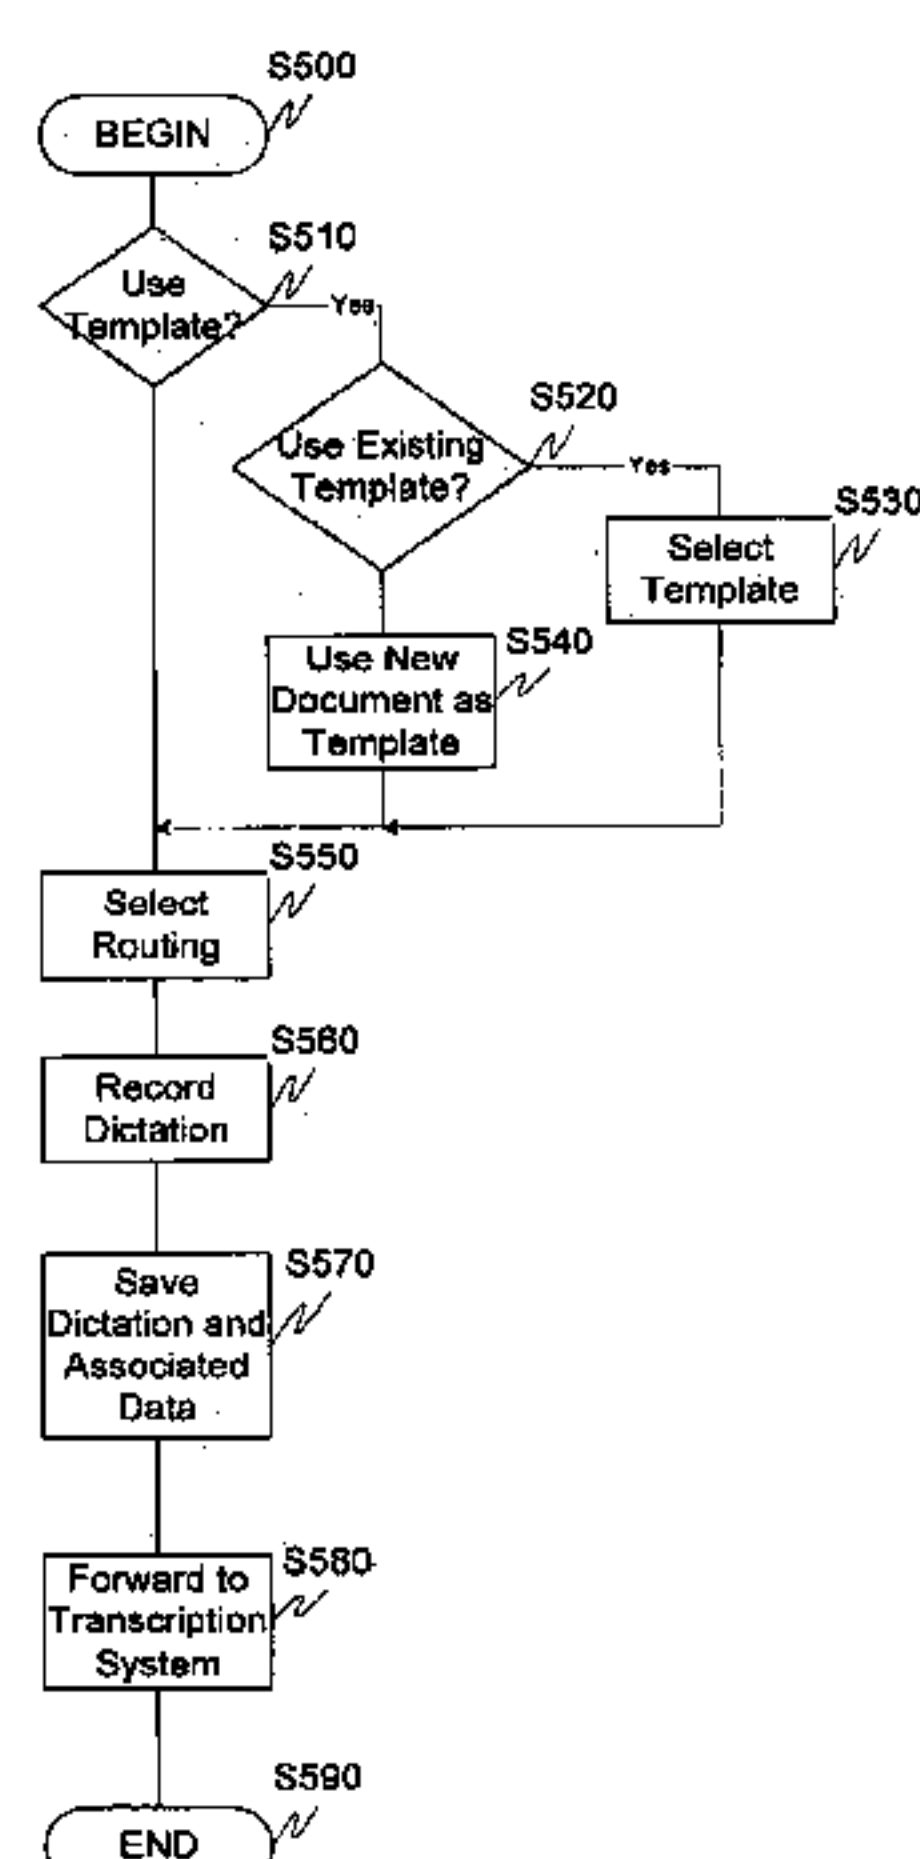 S500
BEGIN
S510
Use
Template?
Yes
S520
Use Existing
Template?
Yes
S530
Select
Template
S540
Use New
Document as
Template
S550
Select
Routing
S560
Record
Dictation
S570
Save
Dictation and
Associated
Data
S580
Forward to
Transcription
System
S590
END